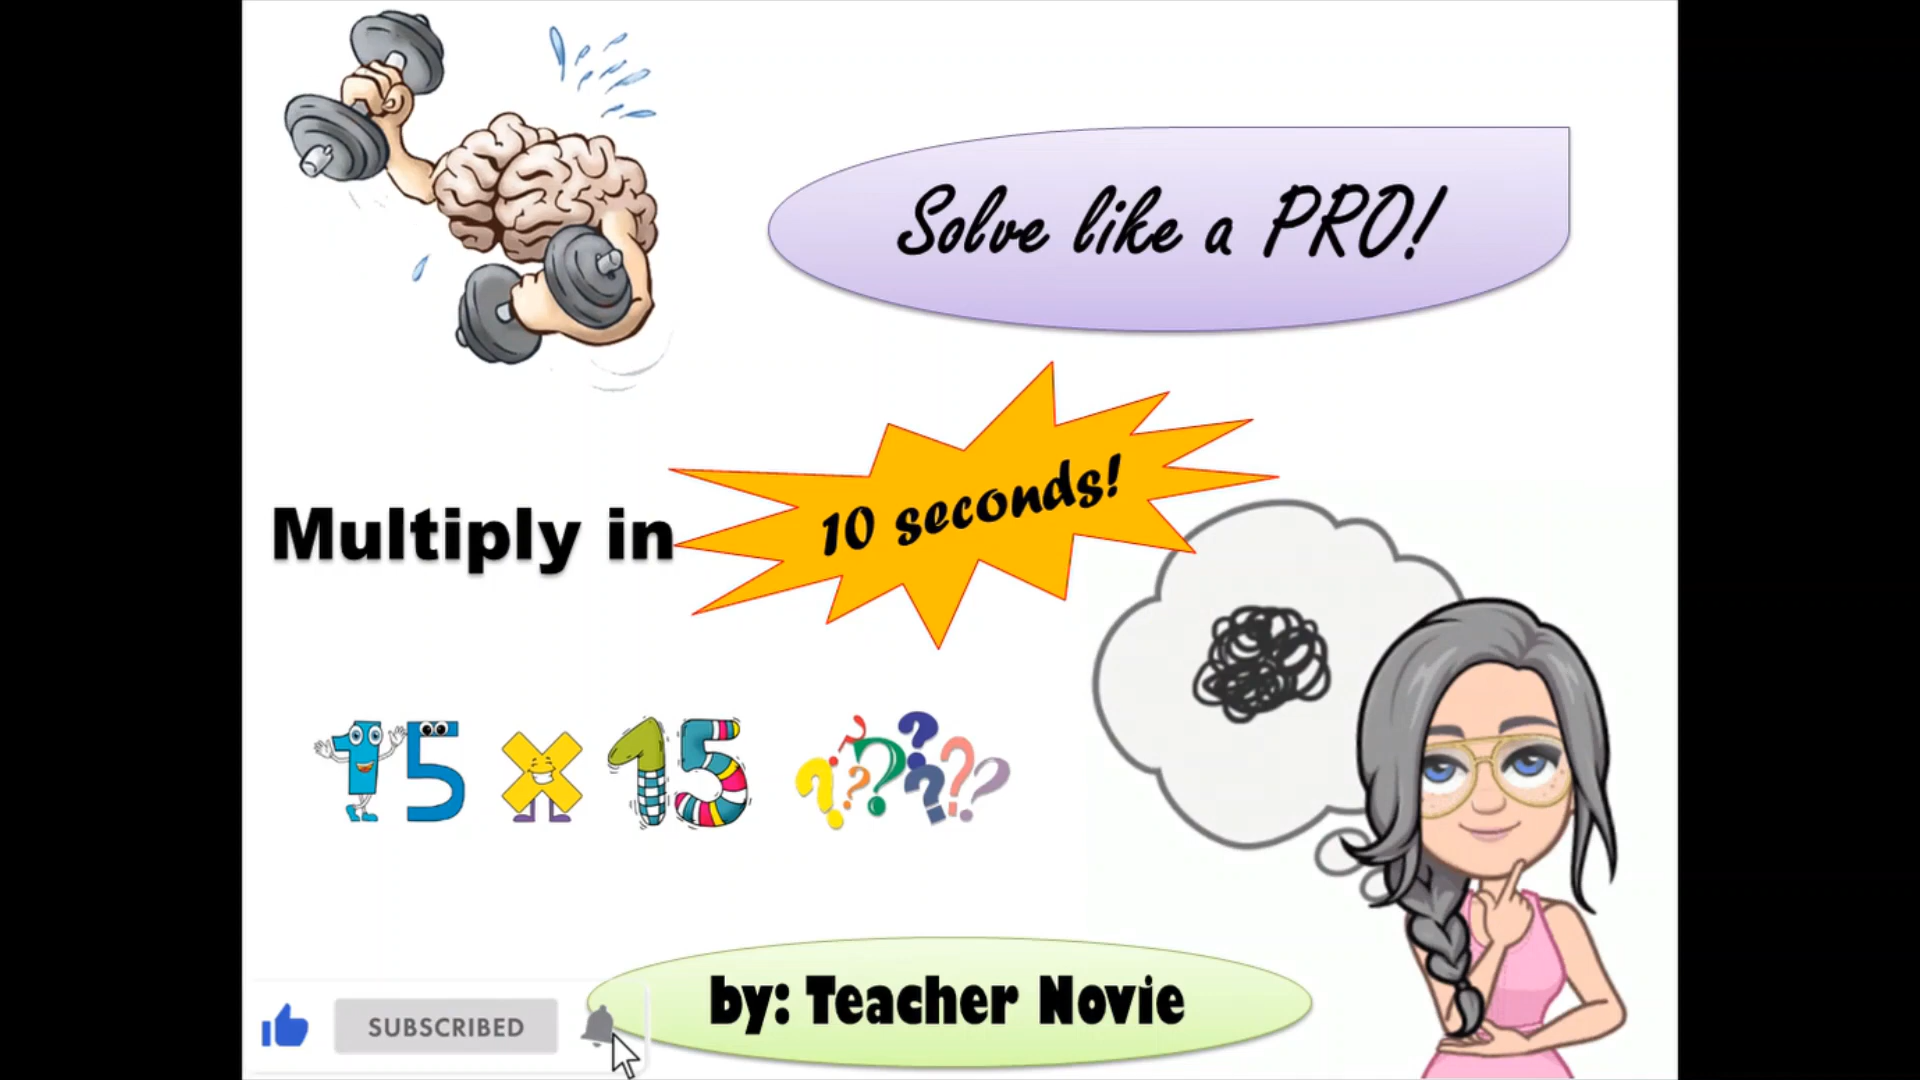 Solve like a PRO!
Multiply in
10 seconds!
15 x 15 ???????
by: Teacher Novie
SUBSCRIBED